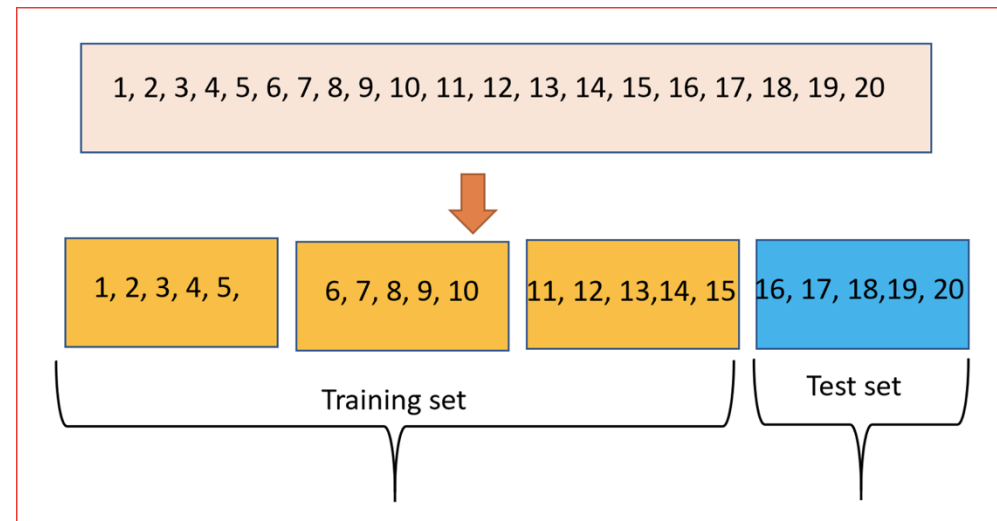 1, 2, 3, 4, 5, 6, 7, 8, 9, 10, 11, 12, 13, 14, 15, 16, 17, 18, 19, 20
1, 2, 3, 4, 5,
6, 7, 8, 9, 10
11, 12, 13,14, 15
16, 17, 18,19, 20
Training set
Test set